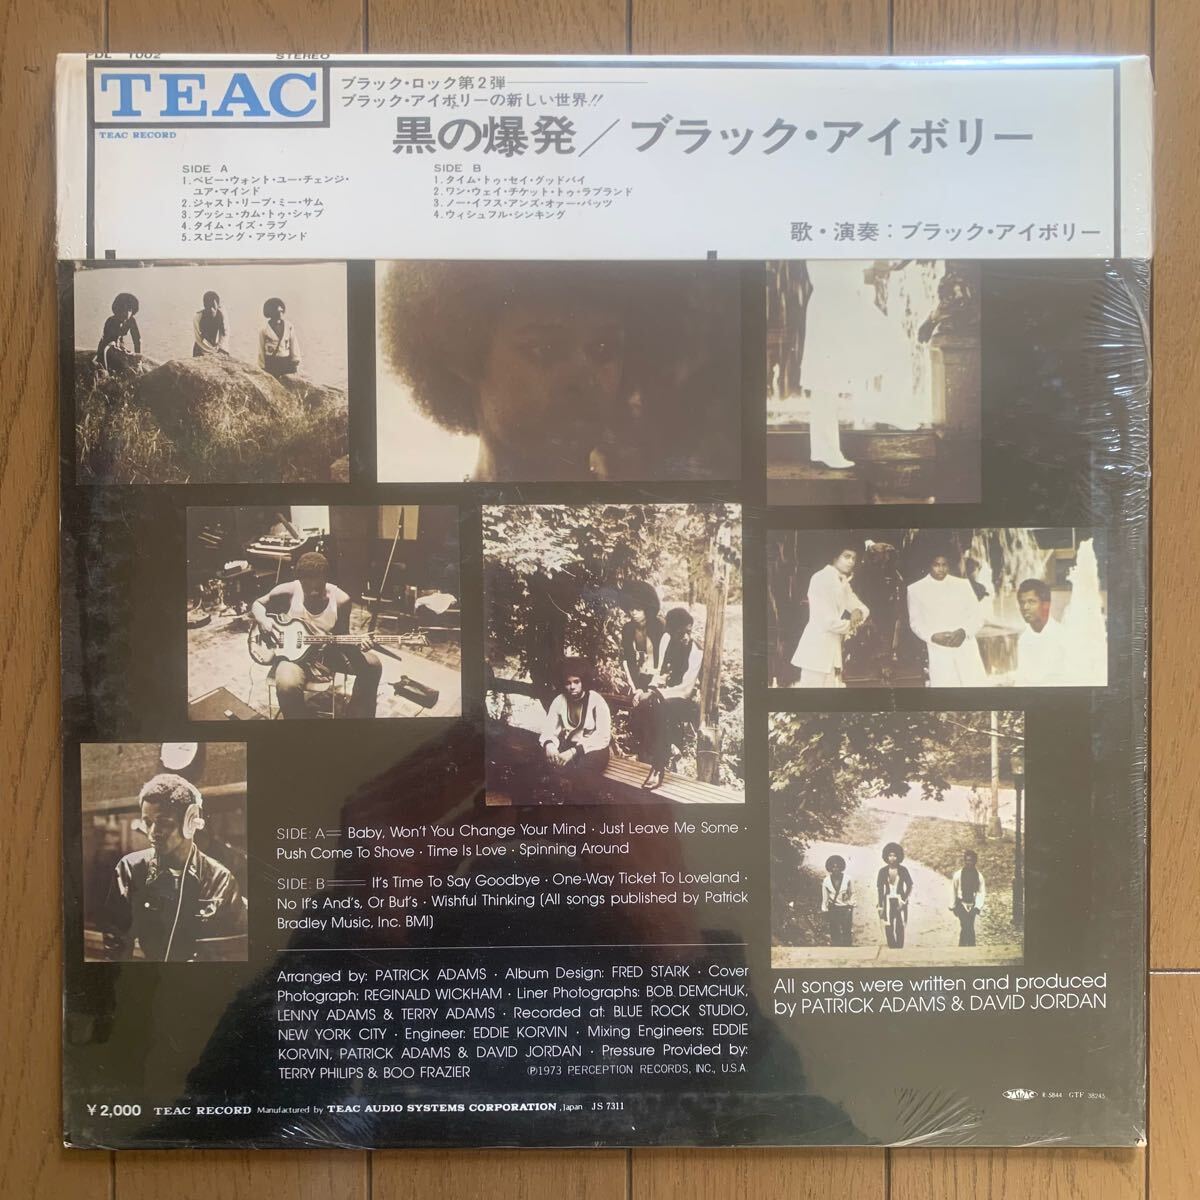 PDL 1002 STEREO
TEAC
TEAC RECORD
ブラック・ロック第2弾
ブラック・アイボリーの新しい世界!!
黒の爆発/ブラック・アイボリー
SIDE A
1. ベビー・ウォント・ユー・チェンジ・
ユア・マインド
2. ジャスト・リーブ・ミー・サム
3. プッシュ・カム・トゥ・シャブ
4. タイム・イズ・ラブ
5. スピニング・アラウンド
SIDE B
1. タイム・トゥ・セイ・グッドバイ
2. ワン・ウェイ・チケット・トゥ・ラブランド
3. ノー・イフス・アンズ・オァー・バッツ
4. ウィシュフル・シンキング
歌・演奏：ブラック・アイボリー
SIDE: A= Baby, Won't You Change Your Mind · Just Leave Me Some ·
Push Come To Shove · Time Is Love · Spinning Around
SIDE: B= It's Time To Say Goodbye · One-Way Ticket To Loveland ·
No If's And's, Or But's · Wishful Thinking (All songs published by Patrick
Bradley Music, Inc. BMI)
Arranged by: PATRICK ADAMS · Album Design: FRED STARK · Cover
Photograph: REGINALD WICKHAM · Liner Photographs: BOB DEMCHUK,
LENNY ADAMS & TERRY ADAMS · Recorded at: BLUE ROCK STUDIO,
NEW YORK CITY · Engineer: EDDIE KORVIN · Mixing Engineers: EDDIE
KORVIN, PATRICK ADAMS & DAVID JORDAN · Pressure Provided by:
TERRY PHILIPS & BOO FRAZIER ℗1973 PERCEPTION RECORDS, INC., U.S.A.
All songs were written and produced
by PATRICK ADAMS & DAVID JORDAN
¥2,000 TEAC RECORD Manufactured by TEAC AUDIO SYSTEMS CORPORATION, Japan JS 7311
JASRAC R-5844 GTF 38245